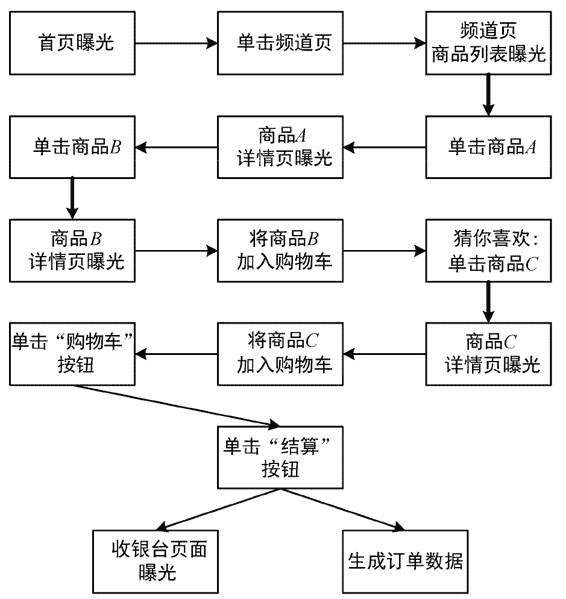 首页曝光
单击频道页
频道页
商品列表曝光
单击商品A
商品A
详情页曝光
单击商品B
商品B
详情页曝光
将商品B
加入购物车
猜你喜欢：
单击商品C
商品C
详情页曝光
将商品C
加入购物车
单击“购物车”
按钮
单击“结算”
按钮
收银台页面
曝光
生成订单数据